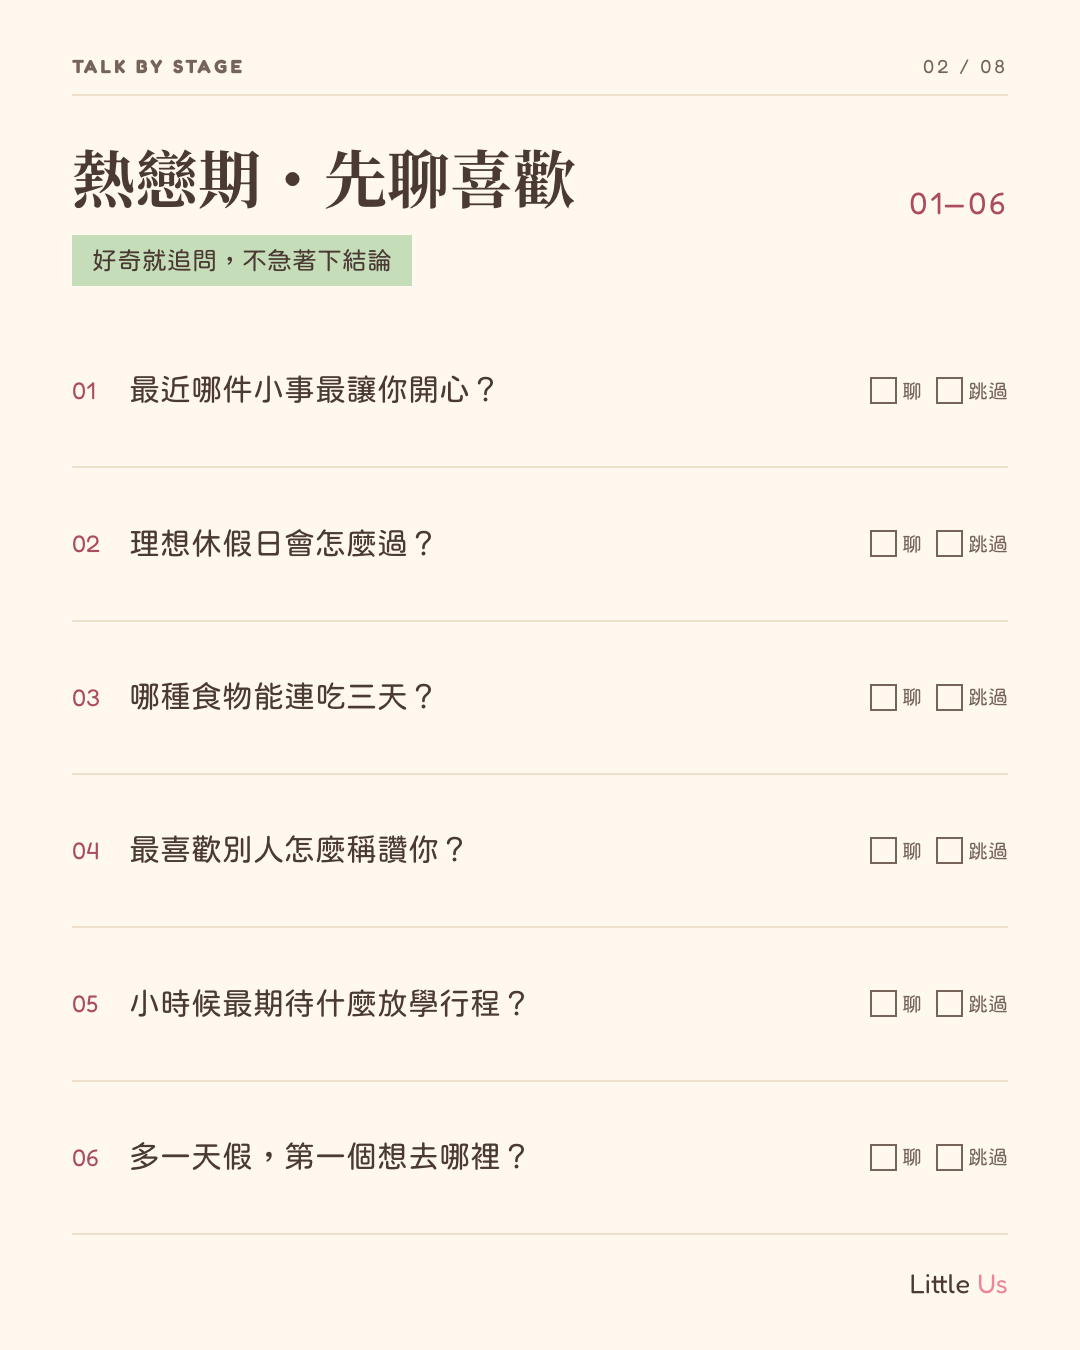 TALK BY STAGE 02 / 08
熱戀期・先聊喜歡 01–06
好奇就追問，不急著下結論
01 最近哪件小事最讓你開心？ 聊 跳過
02 理想休假日會怎麼過？ 聊 跳過
03 哪種食物能連吃三天？ 聊 跳過
04 最喜歡別人怎麼稱讚你？ 聊 跳過
05 小時候最期待什麼放學行程？ 聊 跳過
06 多一天假，第一個想去哪裡？ 聊 跳過
Little Us